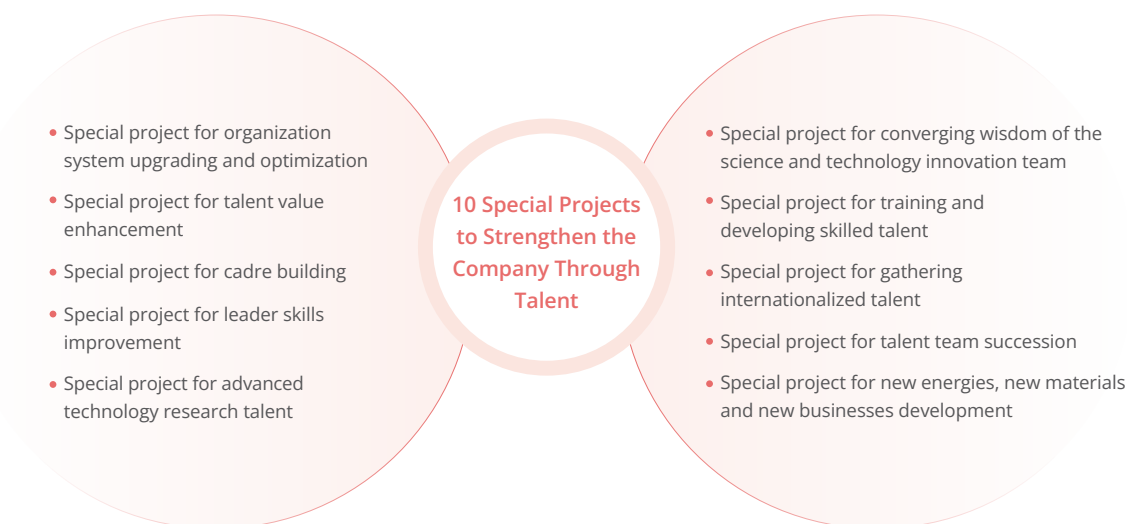 • Special project for organization
system upgrading and optimization
• Special project for talent value
enhancement
• Special project for cadre building
• Special project for leader skills
improvement
• Special project for advanced
technology research talent
10 Special Projects
to Strengthen the
Company Through
Talent
• Special project for converging wisdom of the
science and technology innovation team
• Special project for training and
developing skilled talent
• Special project for gathering
internationalized talent
• Special project for talent team succession
• Special project for new energies, new materials
and new businesses development